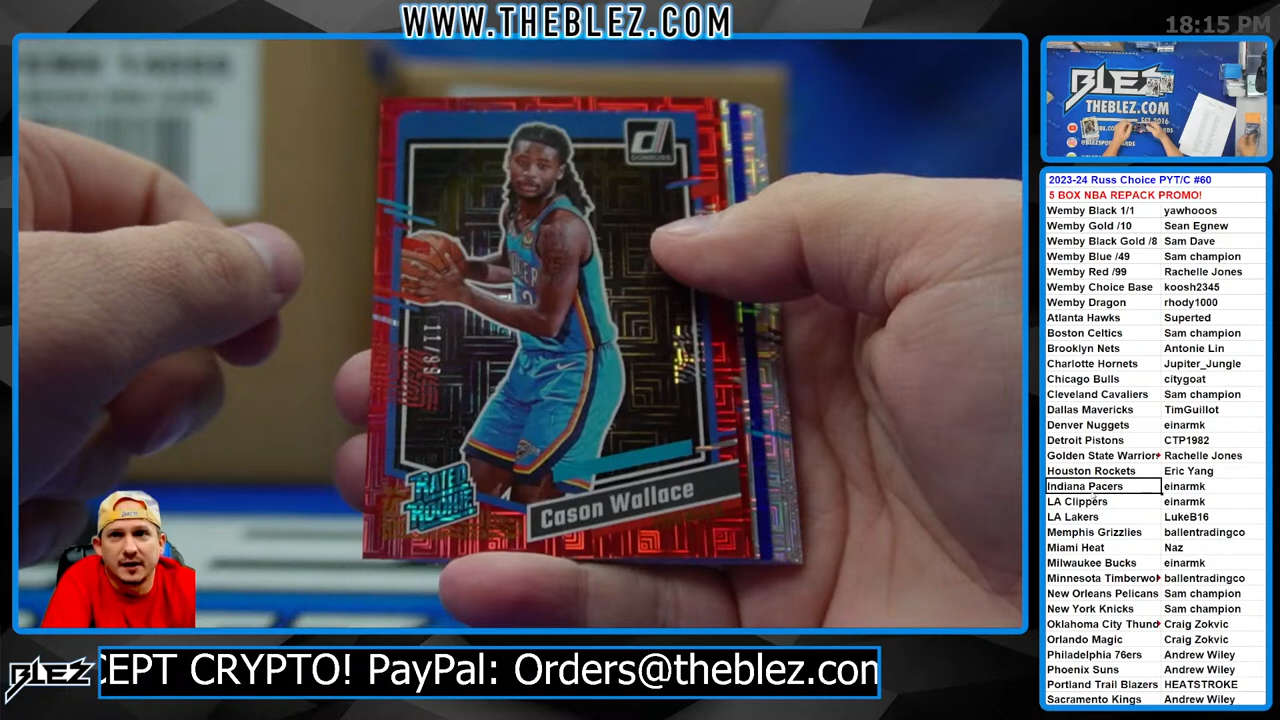 WWW.THEBLEZ.COM
18:15 PM
BLEZ
THEBLEZ.COM
EST 2016
DONRUSS
11/99
RATED
ROOKIE
Cason Wallace
2023-24 Russ Choice PYT/C #60
5 BOX NBA REPACK PROMO!
Wemby Black 1/1 yawhooos
Wemby Gold /10 Sean Egnew
Wemby Black Gold /8 Sam Dave
Wemby Blue /49 Sam champion
Wemby Red /99 Rachelle Jones
Wemby Choice Base koosh2345
Wemby Dragon rhody1000
Atlanta Hawks Superted
Boston Celtics Sam champion
Brooklyn Nets Antonie Lin
Charlotte Hornets Jupiter_Jungle
Chicago Bulls citygoat
Cleveland Cavaliers Sam champion
Dallas Mavericks TimGuillot
Denver Nuggets einarmk
Detroit Pistons CTP1982
Golden State Warrior Rachelle Jones
Houston Rockets Eric Yang
Indiana Pacers einarmk
LA Clippers einarmk
LA Lakers LukeB16
Memphis Grizzlies ballentradingco
Miami Heat Naz
Milwaukee Bucks einarmk
Minnesota Timberwol ballentradingco
New Orleans Pelicans Sam champion
New York Knicks Sam champion
Oklahoma City Thund Craig Zokvic
Orlando Magic Craig Zokvic
Philadelphia 76ers Andrew Wiley
Phoenix Suns Andrew Wiley
Portland Trail Blazers HEATSTROKE
Sacramento Kings Andrew Wiley
BLEZ
CEPT CRYPTO! PayPal: Orders@theblez.com